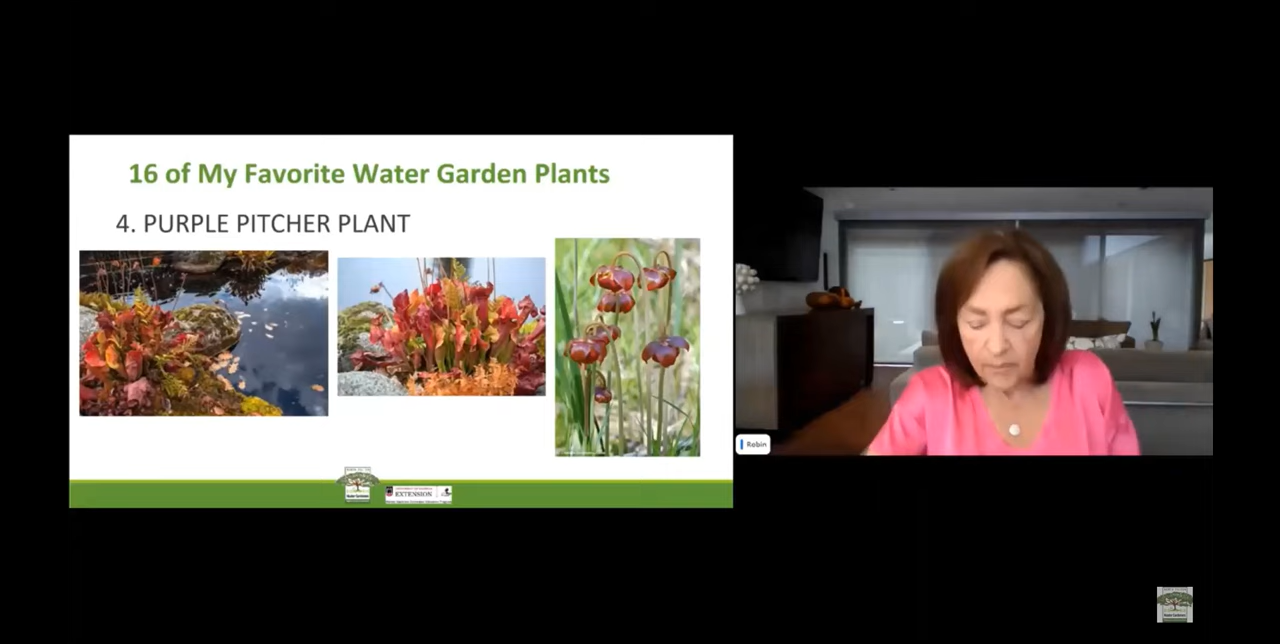 16 of My Favorite Water Garden Plants
4. PURPLE PITCHER PLANT
EXTENSION
Robin